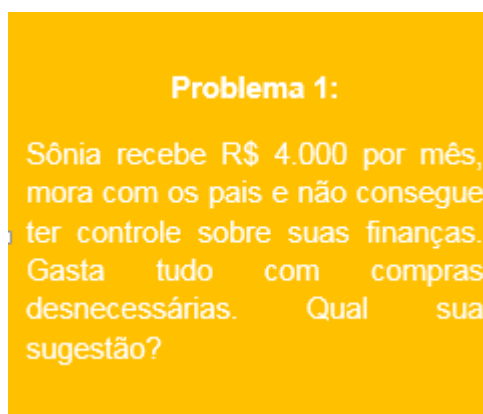 Problema 1:
Sônia recebe R$ 4.000 por mês,
mora com os pais e não consegue
ter controle sobre suas finanças.
Gasta tudo com compras
desnecessárias. Qual sua
sugestão?